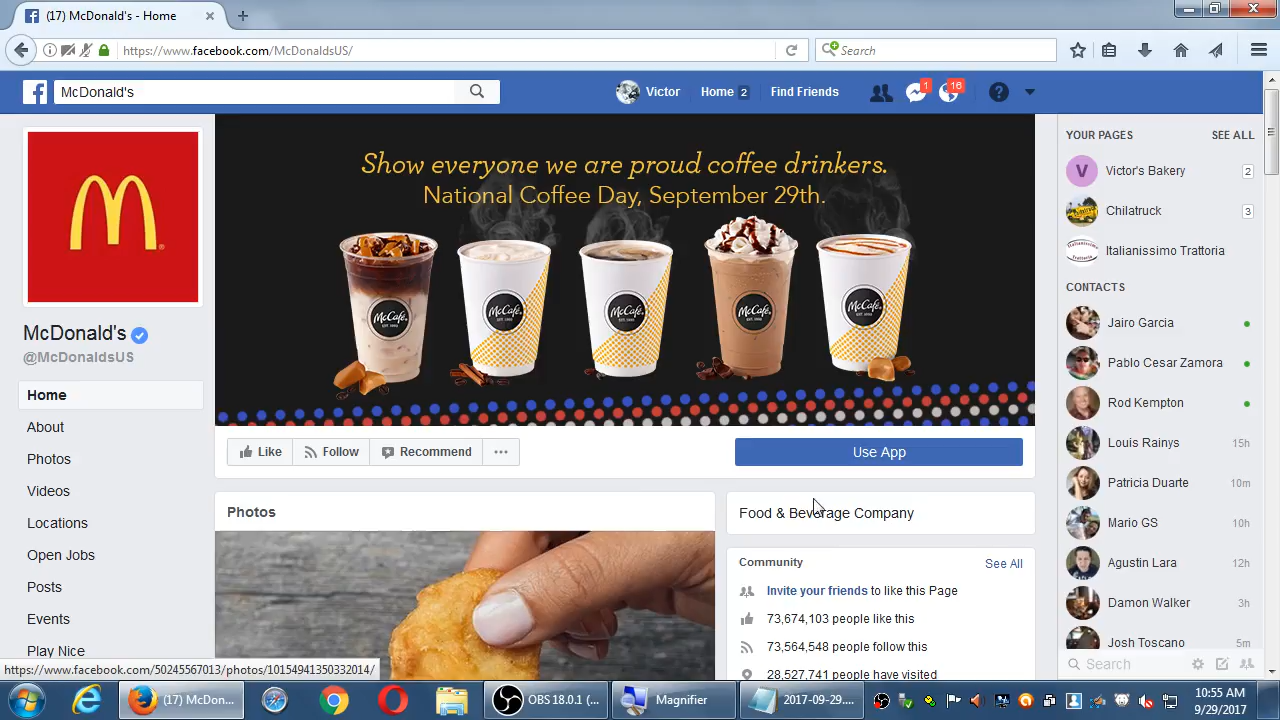 (17) McDonald's - Home
https://www.facebook.com/McDonaldsUS/
Search
McDonald's
Victor
Home 2
Find Friends
1
16
Show everyone we are proud coffee drinkers.
National Coffee Day, September 29th.
McCafé
McCafé
McCafé
McCafé
McCafé
McDonald's
@McDonaldsUS
Home
About
Photos
Videos
Locations
Open Jobs
Posts
Events
Play Nice
Like
Follow
Recommend
Use App
Photos
Food & Beverage Company
Community
See All
Invite your friends to like this Page
73,674,103 people like this
73,564,548 people follow this
28,527,741 people have visited
YOUR PAGES
SEE ALL
V
Victor's Bakery
2
Chilatruck
3
Italianissimo Trattoria
CONTACTS
Jairo Garcia
Pablo Cesar Zamora
Rod Kempton
Louis Rainys
15h
Patricia Duarte
10m
Mario GS
10h
Agustin Lara
12h
Damon Walker
3h
Josh Toscano
5m
Search
https://www.facebook.com/50245567013/photos/10154941350332014/
(17) McDon...
OBS 18.0.1 (...
Magnifier
2017-09-29....
10:55 AM
9/29/2017